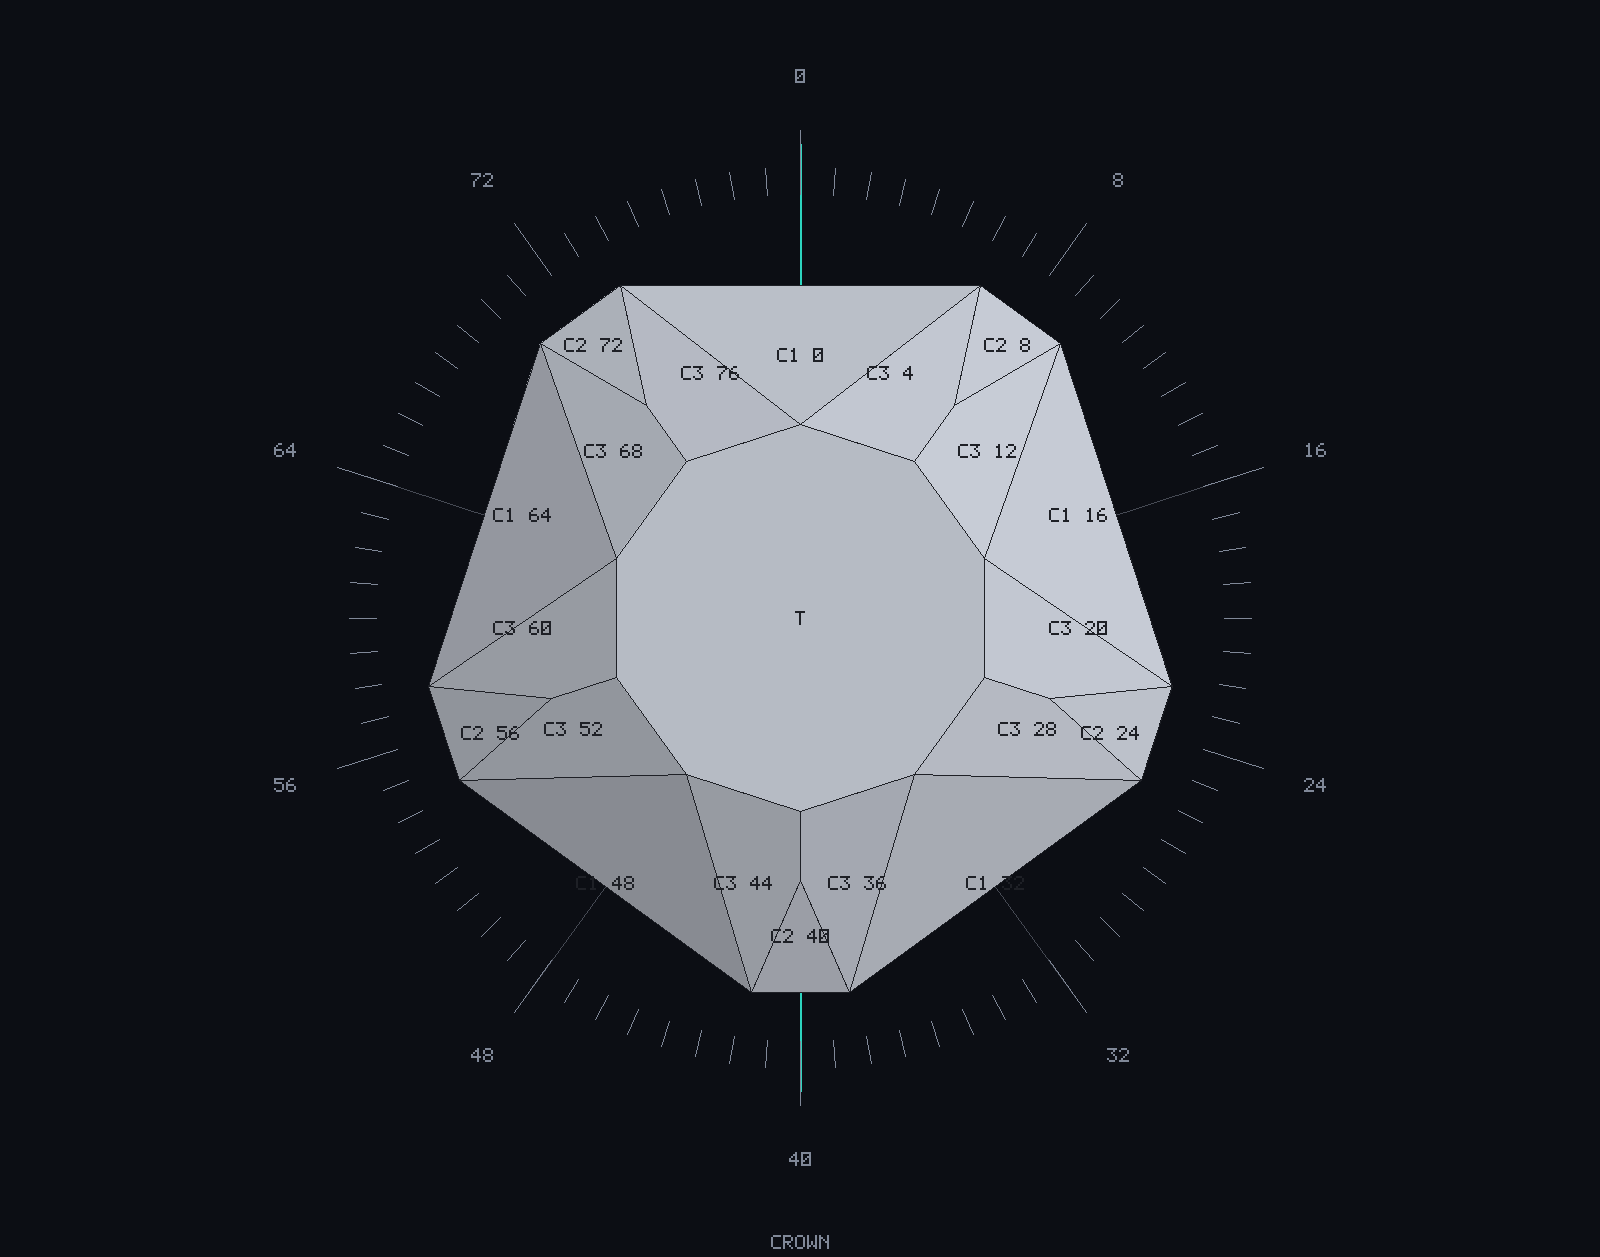 0
72
8
C2 72
C2 8
C1 0
C3 76
C3 4
64
16
C3 68
C3 12
C1 64
C1 16
T
C3 60
C3 20
C3 52
C3 28
C2 56
C2 24
56
24
C1 48
C3 44
C3 36
C1 32
C2 40
48
32
40
CROWN